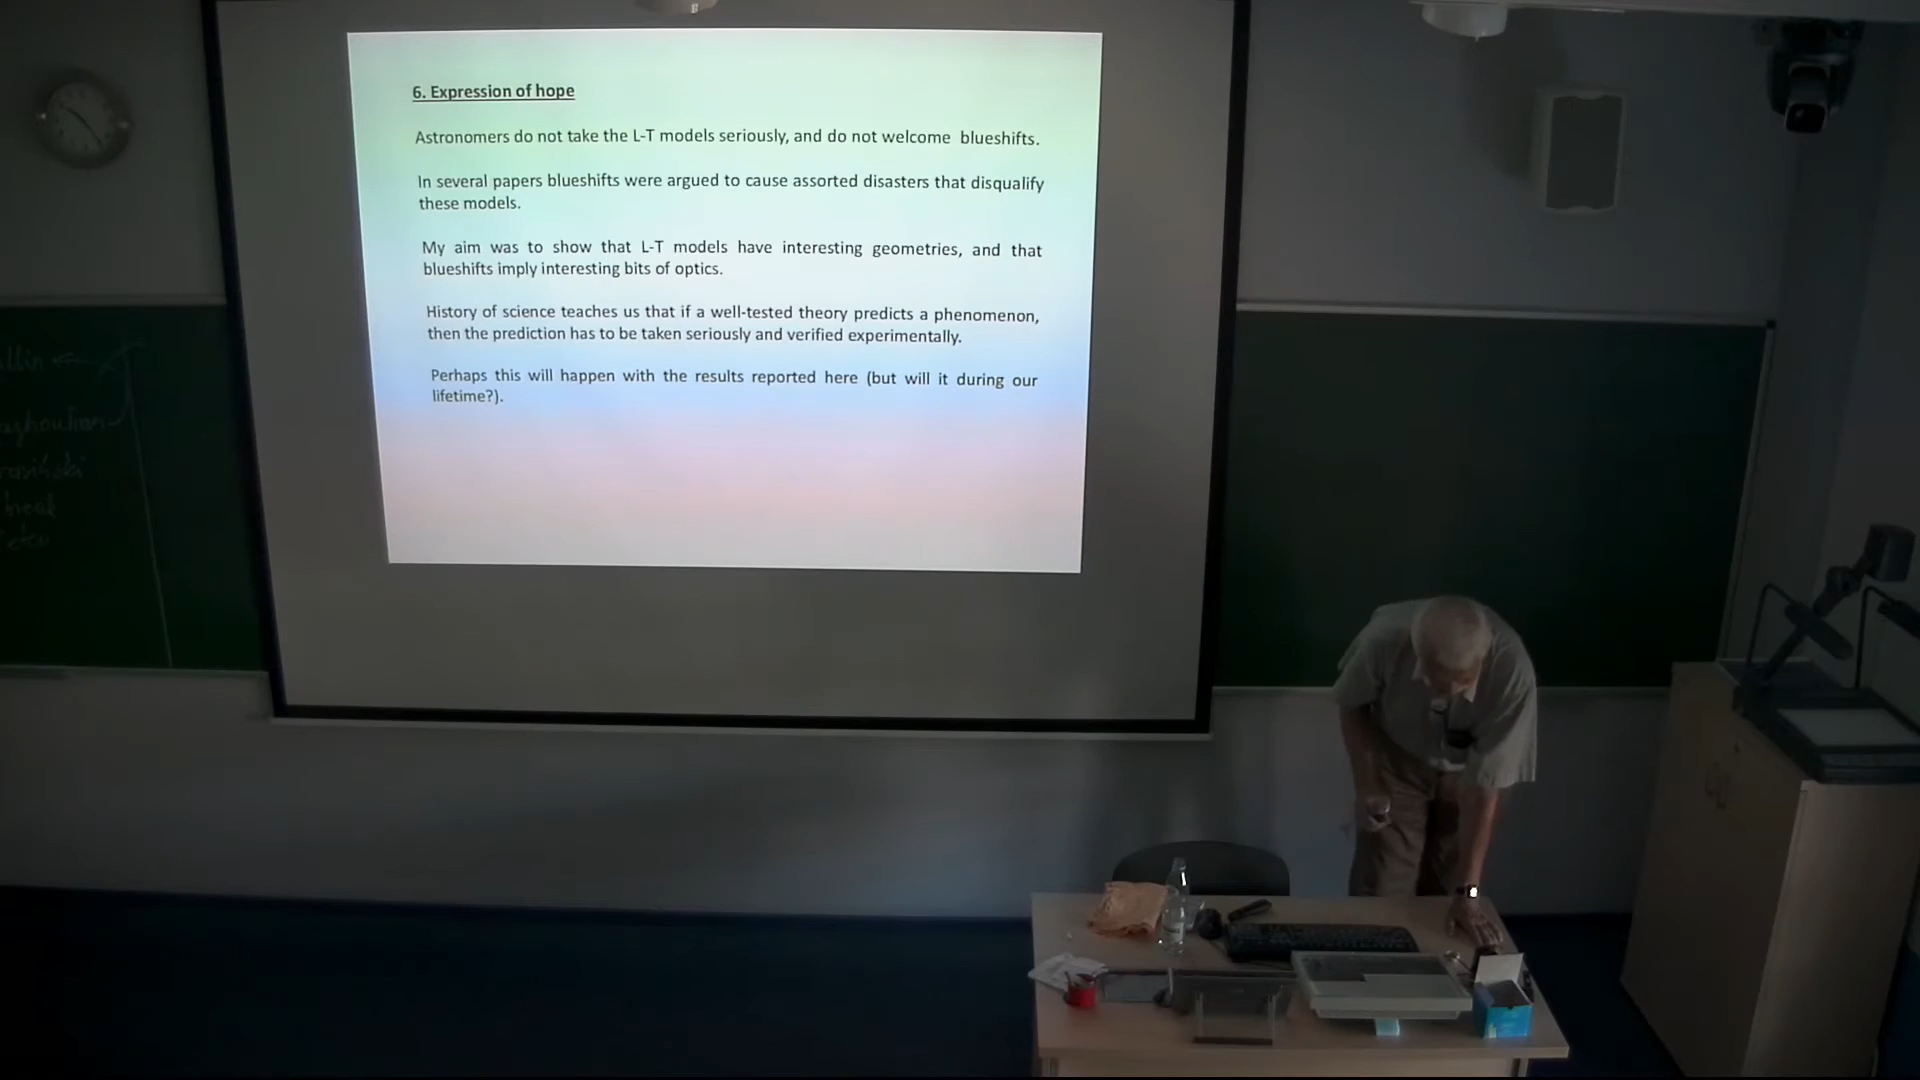 6. Expression of hope
Astronomers do not take the L-T models seriously, and do not welcome blueshifts.
In several papers blueshifts were argued to cause assorted disasters that disqualify
these models.
My aim was to show that L-T models have interesting geometries, and that
blueshifts imply interesting bits of optics.
History of science teaches us that if a well-tested theory predicts a phenomenon,
then the prediction has to be taken seriously and verified experimentally.
Perhaps this will happen with the results reported here (but will it during our
lifetime?).